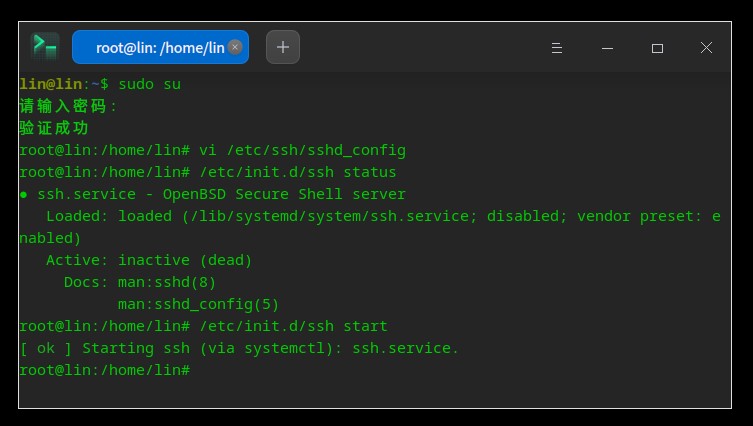 root@lin: /home/lin
lin@lin:~$ sudo su
请输入密码:
验证成功
root@lin:/home/lin# vi /etc/ssh/sshd_config
root@lin:/home/lin# /etc/init.d/ssh status
● ssh.service - OpenBSD Secure Shell server
   Loaded: loaded (/lib/systemd/system/ssh.service; disabled; vendor preset: e
nabled)
   Active: inactive (dead)
     Docs: man:sshd(8)
           man:sshd_config(5)
root@lin:/home/lin# /etc/init.d/ssh start
[ ok ] Starting ssh (via systemctl): ssh.service.
root@lin:/home/lin#